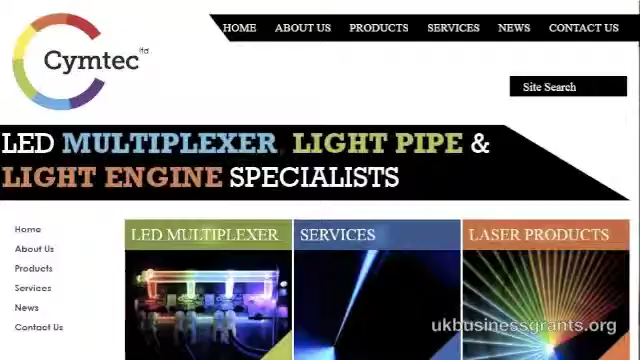 HOME ABOUT US PRODUCTS SERVICES NEWS CONTACT US
Cymtec ltd
Site Search
LED MULTIPLEXER, LIGHT PIPE &
LIGHT ENGINE SPECIALISTS
Home
About Us
Products
Services
News
Contact Us
LED MULTIPLEXER
SERVICES
LASER PRODUCTS
ukbusinessgrants.org